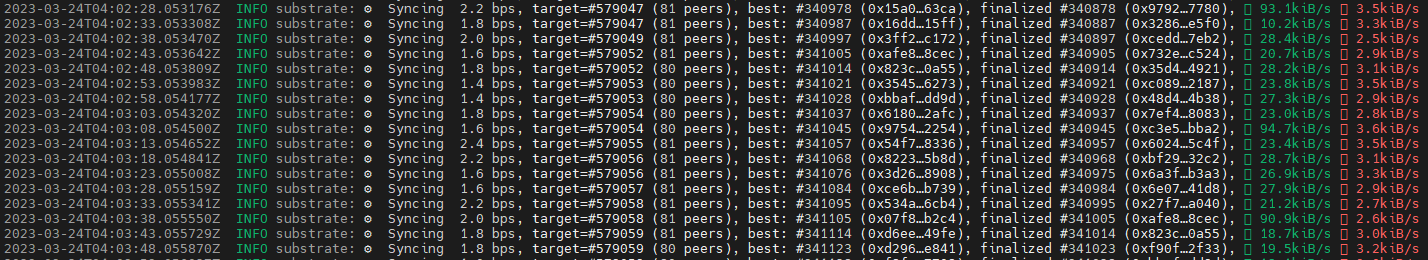 2023-03-24T04:02:28.053176Z INFO substrate: ⚙ Syncing 2.2 bps, target=#579047 (81 peers), best: #340978 (0x15a0…63ca), finalized #340878 (0x9792…7780), 93.1kiB/s 3.5kiB/s
2023-03-24T04:02:33.053308Z INFO substrate: ⚙ Syncing 1.8 bps, target=#579047 (81 peers), best: #340987 (0x16dd…15ff), finalized #340887 (0x3286…e5f0), 10.2kiB/s 3.3kiB/s
2023-03-24T04:02:38.053470Z INFO substrate: ⚙ Syncing 2.0 bps, target=#579049 (81 peers), best: #340997 (0x3ff2…c172), finalized #340897 (0xcedd…7eb2), 28.4kiB/s 2.5kiB/s
2023-03-24T04:02:43.053642Z INFO substrate: ⚙ Syncing 1.6 bps, target=#579052 (81 peers), best: #341005 (0xafe8…8cec), finalized #340905 (0x732e…c524), 20.7kiB/s 2.9kiB/s
2023-03-24T04:02:48.053809Z INFO substrate: ⚙ Syncing 1.8 bps, target=#579052 (80 peers), best: #341014 (0x823c…0a55), finalized #340914 (0x35d4…4921), 28.2kiB/s 3.1kiB/s
2023-03-24T04:02:53.053983Z INFO substrate: ⚙ Syncing 1.4 bps, target=#579053 (80 peers), best: #341021 (0x3545…6273), finalized #340921 (0xc089…2187), 23.8kiB/s 3.5kiB/s
2023-03-24T04:02:58.054177Z INFO substrate: ⚙ Syncing 1.4 bps, target=#579053 (80 peers), best: #341028 (0xbbaf…dd9d), finalized #340928 (0x48d4…4b38), 27.3kiB/s 2.9kiB/s
2023-03-24T04:03:03.054320Z INFO substrate: ⚙ Syncing 1.8 bps, target=#579054 (80 peers), best: #341037 (0x6180…2afc), finalized #340937 (0x7ef4…8083), 23.0kiB/s 2.8kiB/s
2023-03-24T04:03:08.054500Z INFO substrate: ⚙ Syncing 1.6 bps, target=#579054 (80 peers), best: #341045 (0x9754…2254), finalized #340945 (0xc3e5…bba2), 94.7kiB/s 3.6kiB/s
2023-03-24T04:03:13.054652Z INFO substrate: ⚙ Syncing 2.4 bps, target=#579055 (81 peers), best: #341057 (0x54f7…8336), finalized #340957 (0x6024…5c4f), 23.4kiB/s 3.5kiB/s
2023-03-24T04:03:18.054841Z INFO substrate: ⚙ Syncing 2.2 bps, target=#579056 (81 peers), best: #341068 (0x8223…5b8d), finalized #340968 (0xbf29…32c2), 28.7kiB/s 3.1kiB/s
2023-03-24T04:03:23.055008Z INFO substrate: ⚙ Syncing 1.6 bps, target=#579056 (81 peers), best: #341076 (0x3d26…8908), finalized #340975 (0x6a3f…b3a3), 26.9kiB/s 3.3kiB/s
2023-03-24T04:03:28.055159Z INFO substrate: ⚙ Syncing 1.6 bps, target=#579057 (81 peers), best: #341084 (0xce6b…b739), finalized #340984 (0x6e07…41d8), 27.9kiB/s 2.9kiB/s
2023-03-24T04:03:33.055341Z INFO substrate: ⚙ Syncing 2.2 bps, target=#579058 (81 peers), best: #341095 (0x534a…6cb4), finalized #340995 (0x27f7…a040), 21.2kiB/s 2.7kiB/s
2023-03-24T04:03:38.055550Z INFO substrate: ⚙ Syncing 2.0 bps, target=#579058 (81 peers), best: #341105 (0x07f8…b2c4), finalized #341005 (0xafe8…8cec), 90.9kiB/s 2.6kiB/s
2023-03-24T04:03:43.055729Z INFO substrate: ⚙ Syncing 1.8 bps, target=#579059 (81 peers), best: #341114 (0xd6ee…49fe), finalized #341014 (0x823c…0a55), 18.7kiB/s 3.0kiB/s
2023-03-24T04:03:48.055870Z INFO substrate: ⚙ Syncing 1.8 bps, target=#579059 (80 peers), best: #341123 (0xd296…e841), finalized #341023 (0xf90f…2f33), 19.5kiB/s 3.2kiB/s